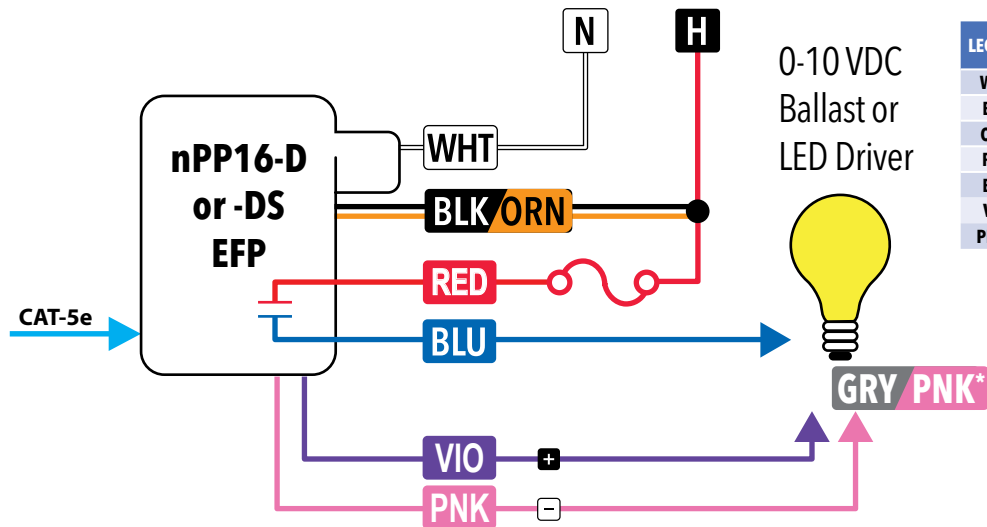 N
H
0-10 VDC
Ballast or
LED Driver
nPP16-D
or -DS
EFP
WHT
BLK/ORN
RED
BLU
CAT-5e
GRY/PNK*
VIO
+
PNK
−